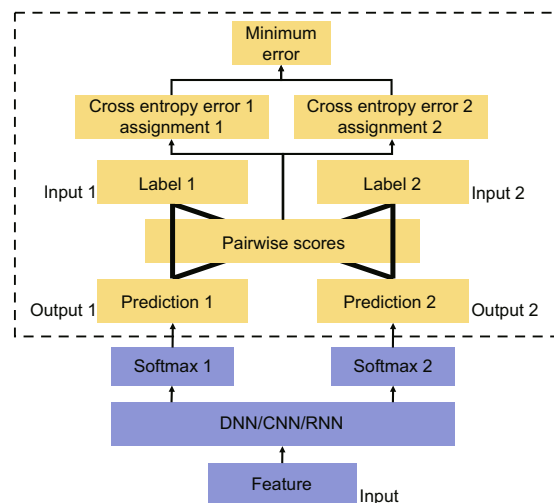 Minimum
error
Cross entropy error 1
assignment 1
Cross entropy error 2
assignment 2
Input 1
Label 1
Label 2
Input 2
Pairwise scores
Output 1
Prediction 1
Prediction 2
Output 2
Softmax 1
Softmax 2
DNN/CNN/RNN
Feature
Input